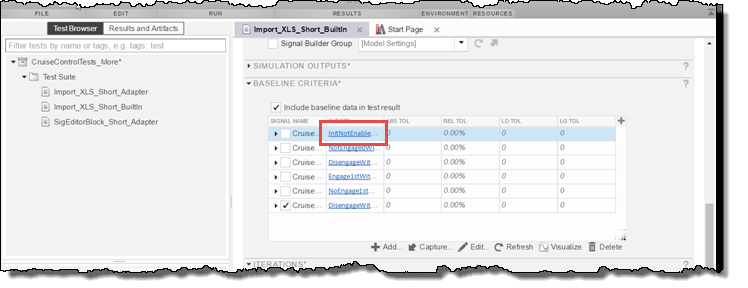 FILE EDIT RUN RESULTS ENVIRONMENT RESOURCES
Test Browser Results and Artifacts
Filter tests by name or tags, e.g. tags: test
CruiseControlTests_More*
Test Suite
Import_XLS_Short_Adapter
Import_XLS_Short_BuiltIn
SigEditorBlock_Short_Adapter
Import_XLS_Short_BuiltIn Start Page
Signal Builder Group [Model Settings]
SIMULATION OUTPUTS* ?
BASELINE CRITERIA* ?
Include baseline data in test result
SIGNAL NAME ABS TOL REL TOL LD TOL LG TOL
Cruise... InitNotEnable... 0 0.00% 0 0
Cruise... NotEngagedWi... 0 0.00% 0 0
Cruise... DisengageWit... 0 0.00% 0 0
Cruise... Engage1stWit... 0 0.00% 0 0
Cruise... NoEngage1st... 0 0.00% 0 0
Cruise... DisengageWit... 0 0.00% 0 0
Add... Capture... Edit... Refresh Visualize Delete
ITERATIONS* ?